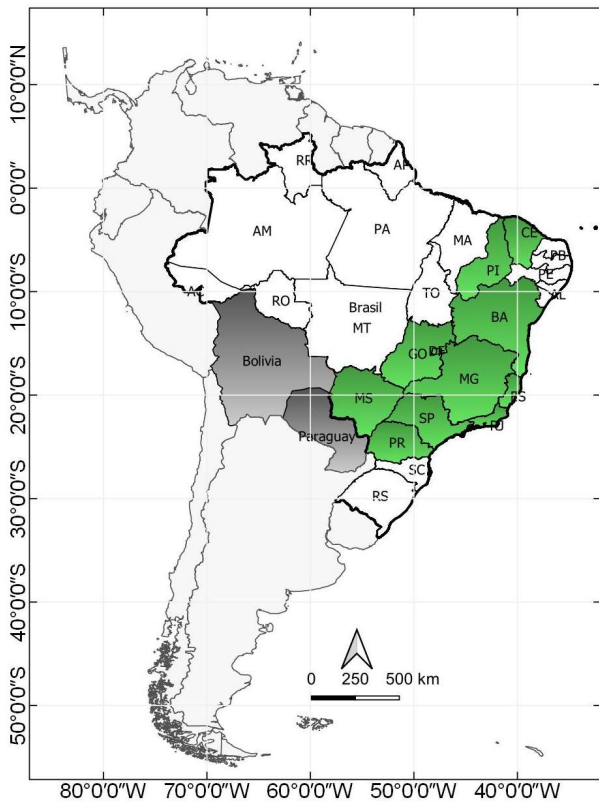 10°0'0"N
0°0'0"
10°0'0"S
20°0'0"S
30°0'0"S
40°0'0"S
50°0'0"S
RR
AP
AM
PA
MA
CE
PB
PI
PE
AL
AC
RO
TO
Brasil
MT
BA
Bolivia
GO
DF
MG
MS
ES
SP
RJ
Paraguay
PR
SC
RS
0 250 500 km
80°0'0"W 70°0'0"W 60°0'0"W 50°0'0"W 40°0'0"W